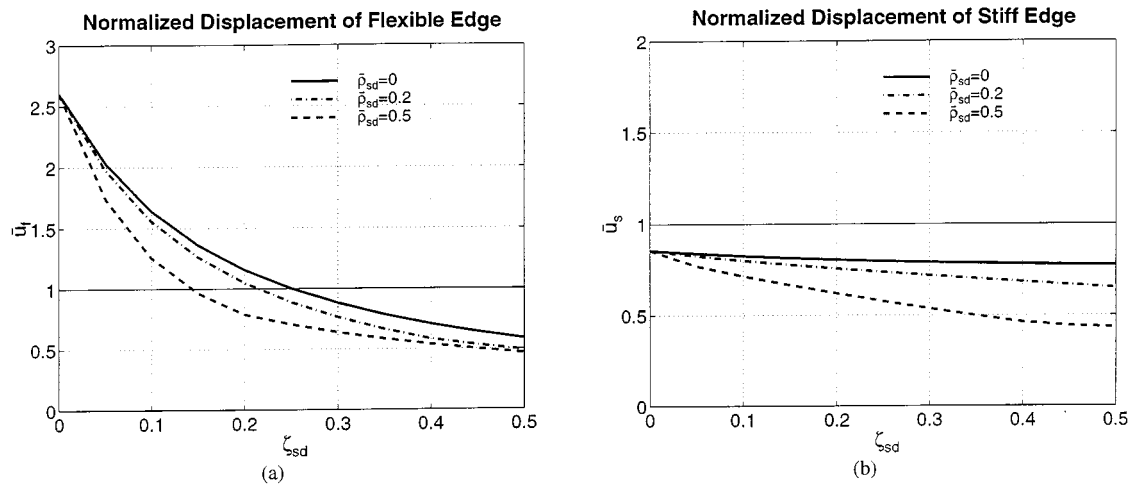 Normalized Displacement of Flexible Edge
3
2.5
2
1.5
1
0.5
0
ū_f
ρ̄_sd=0
ρ̄_sd=0.2
ρ̄_sd=0.5
0 0.1 0.2 0.3 0.4 0.5
ζ_sd
(a)
Normalized Displacement of Stiff Edge
2
1.5
1
0.5
0
ū_s
ρ̄_sd=0
ρ̄_sd=0.2
ρ̄_sd=0.5
0 0.1 0.2 0.3 0.4 0.5
ζ_sd
(b)